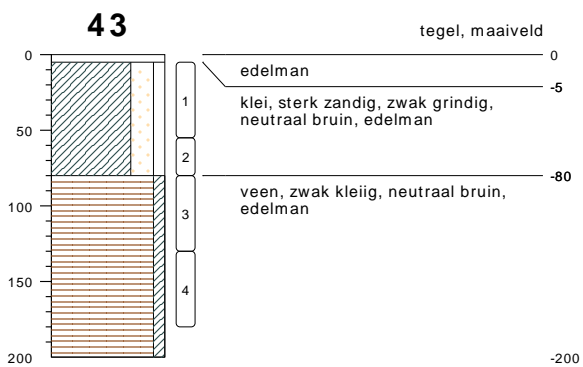 43
tegel, maaiveld
0
0
edelman
-5
klei, sterk zandig, zwak grindig,
neutraal bruin, edelman
1
50
2
-80
veen, zwak kleiig, neutraal bruin,
edelman
100
3
150
4
200
-200